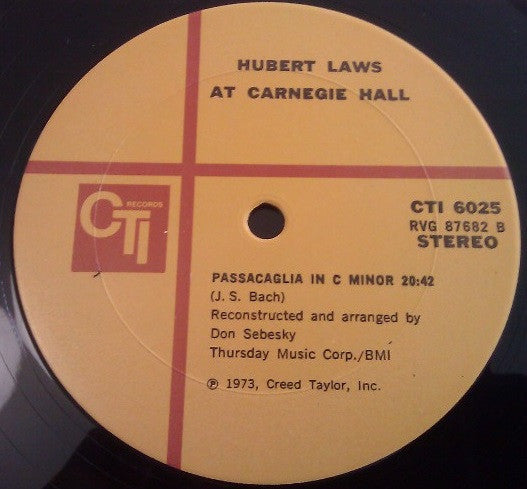 HUBERT LAWS
AT CARNEGIE HALL
CTI
RECORDS
CTI 6025
RVG 87682 B
STEREO
PASSACAGLIA IN C MINOR 20:42
(J. S. Bach)
Reconstructed and arranged by
Don Sebesky
Thursday Music Corp./BMI
℗ 1973, Creed Taylor, Inc.